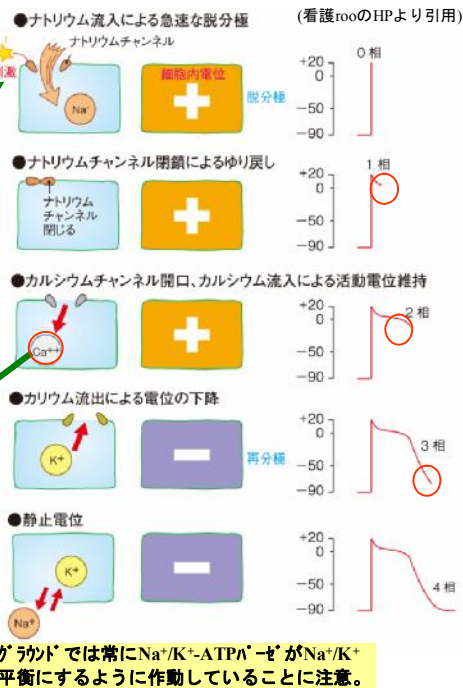 (看護rooのHPより引用)
●ナトリウム流入による急速な脱分極
ナトリウムチャンネル
刺激
Na⁺
細胞内電位
脱分極
+20
0
-50
-90
0相
●ナトリウムチャンネル閉鎖によるゆり戻し
ナトリウム
チャンネル
閉じる
+20
0
-50
-90
1相
●カルシウムチャンネル開口、カルシウム流入による活動電位維持
Ca⁺⁺
+20
0
-50
-90
2相
●カリウム流出による電位の下降
K⁺
再分極
+20
0
-50
-90
3相
●静止電位
K⁺
Na⁺
+20
0
-50
-90
4相
グラウンドでは常にNa⁺/K⁺-ATPパーゼがNa⁺/K⁺
平衡にするように作動していることに注意。